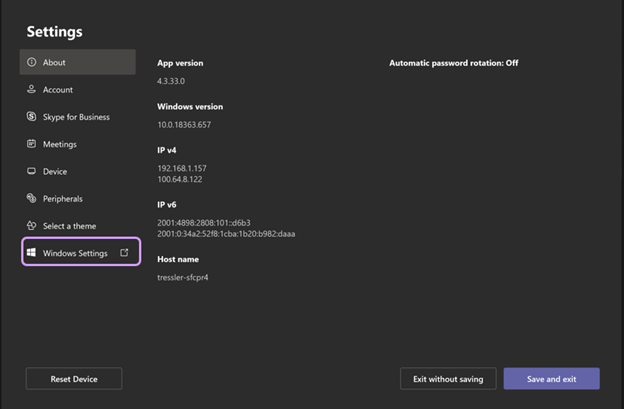 Settings
About
Account
Skype for Business
Meetings
Device
Peripherals
Select a theme
Windows Settings
App version
4.3.33.0
Windows version
10.0.18363.657
IP v4
192.168.1.157
100.64.8.122
IP v6
2001:4898:2808:101::d6b3
2001:0:34a2:52f8:1cba:1b20:b982:daaa
Host name
tressler-sfcpr4
Automatic password rotation: Off
Reset Device
Exit without saving
Save and exit